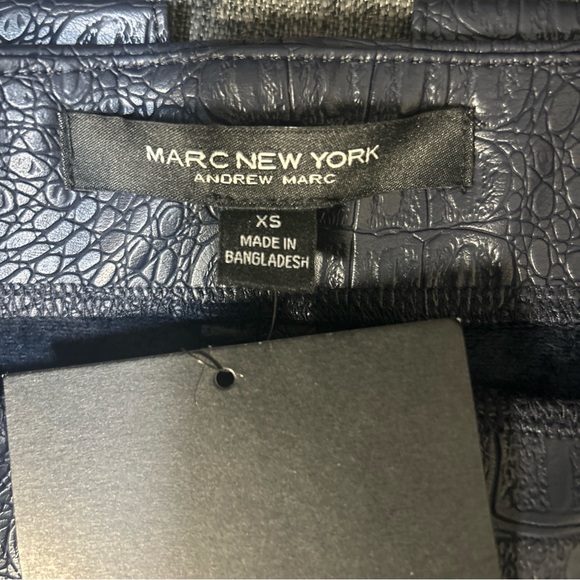 MARC NEW YORK
ANDREW MARC
XS
MADE IN
BANGLADESH